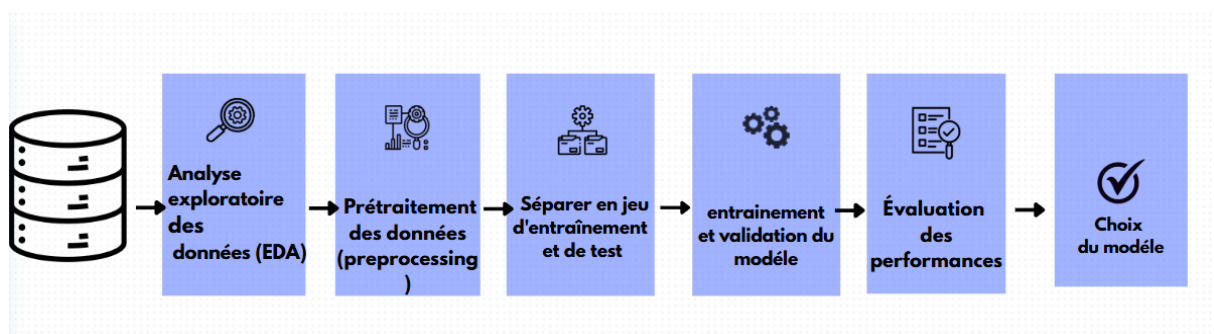 Analyse
exploratoire
des
données (EDA)
Prétraitement
des données
(preprocessing
)
Séparer en jeu
d'entraînement
et de test
entrainement
et validation du
modéle
Évaluation
des
performances
Choix
du modéle